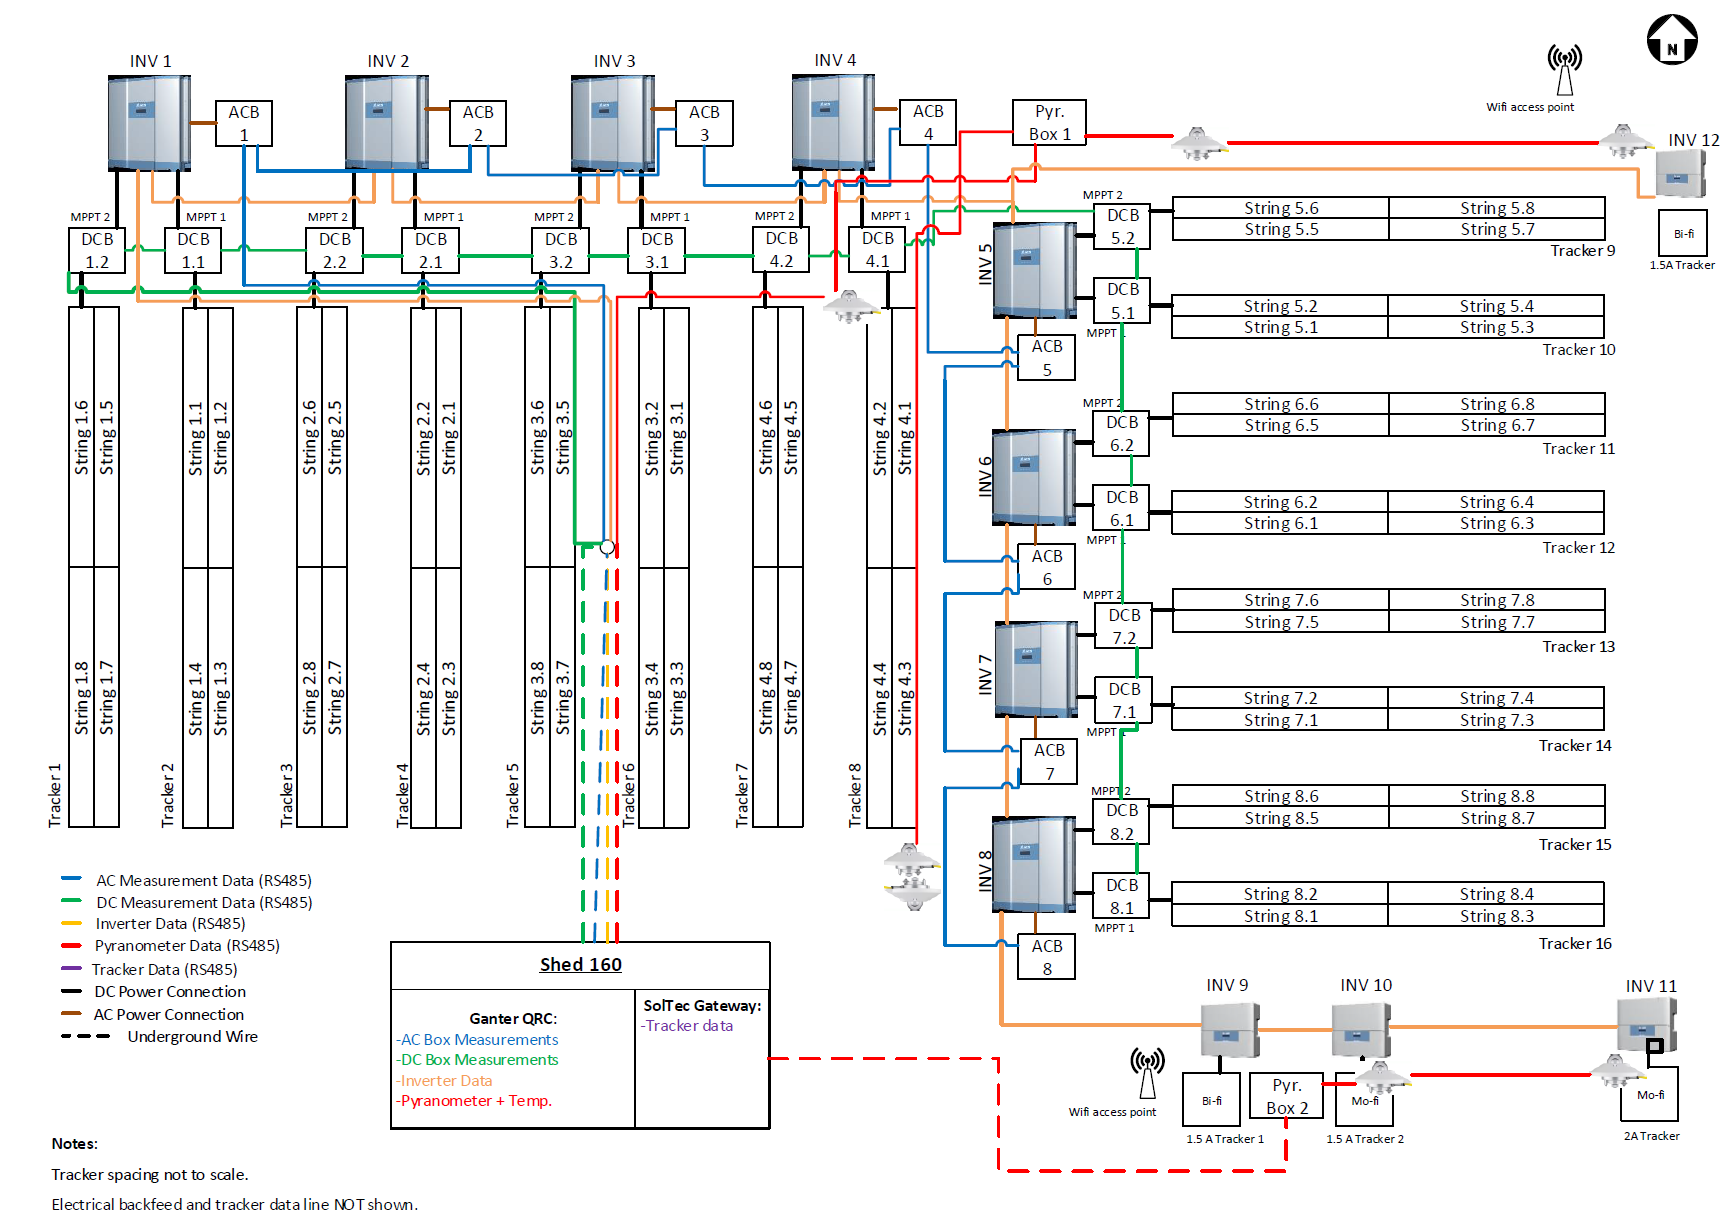 INV 1
INV 2
INV 3
INV 4
N
Wifi access point
ACB
1
ACB
2
ACB
3
ACB
4
Pyr.
Box 1
INV 12
MPPT 2
MPPT 1
MPPT 2
MPPT 1
MPPT 2
MPPT 1
MPPT 2
MPPT 1
DCB
1.2
DCB
1.1
DCB
2.2
DCB
2.1
DCB
3.2
DCB
3.1
DCB
4.2
DCB
4.1
Bi-fi
1.5A Tracker
INV 5
MPPT 2
DCB
5.2
DCB
5.1
MPPT 1
ACB
5
String 5.6
String 5.8
String 5.5
String 5.7
Tracker 9
String 5.2
String 5.4
String 5.1
String 5.3
Tracker 10
INV 6
MPPT 2
DCB
6.2
DCB
6.1
MPPT 1
ACB
6
String 6.6
String 6.8
String 6.5
String 6.7
Tracker 11
String 6.2
String 6.4
String 6.1
String 6.3
Tracker 12
INV 7
MPPT 2
DCB
7.2
DCB
7.1
MPPT 1
ACB
7
String 7.6
String 7.8
String 7.5
String 7.7
Tracker 13
String 7.2
String 7.4
String 7.1
String 7.3
Tracker 14
INV 8
MPPT 2
DCB
8.2
DCB
8.1
MPPT 1
ACB
8
String 8.6
String 8.8
String 8.5
String 8.7
Tracker 15
String 8.2
String 8.4
String 8.1
String 8.3
Tracker 16
String 1.6
String 1.5
String 1.1
String 1.2
String 2.6
String 2.5
String 2.2
String 2.1
String 3.6
String 3.5
String 3.2
String 3.1
String 4.6
String 4.5
String 4.2
String 4.1
String 1.8
String 1.7
String 1.4
String 1.3
String 2.8
String 2.7
String 2.4
String 2.3
String 3.8
String 3.7
String 3.4
String 3.3
String 4.8
String 4.7
String 4.4
String 4.3
Tracker 1
Tracker 2
Tracker 3
Tracker 4
Tracker 5
Tracker 6
Tracker 7
Tracker 8
AC Measurement Data (RS485)
DC Measurement Data (RS485)
Inverter Data (RS485)
Pyranometer Data (RS485)
Tracker Data (RS485)
DC Power Connection
AC Power Connection
Underground Wire
Shed 160
Ganter QRC:
-AC Box Measurements
-DC Box Measurements
-Inverter Data
-Pyranometer + Temp.
SolTec Gateway:
-Tracker data
INV 9
INV 10
INV 11
Wifi access point
Bi-fi
1.5 A Tracker 1
Pyr.
Box 2
Mo-fi
1.5 A Tracker 2
Mo-fi
2A Tracker
Notes:
Tracker spacing not to scale.
Electrical backfeed and tracker data line NOT shown.